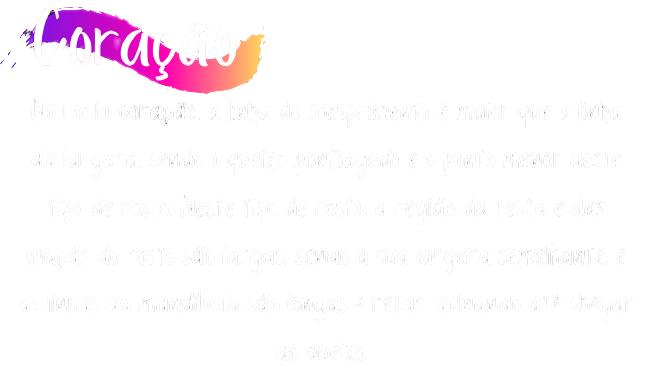 Coração
No rosto coração, a linha do comprimento é maior que a linha
da largura, sendo o queixo pontiagudo e o ponto menor deste
tipo de rosto. Neste tipo de rosto, a região da testa e das
maçãs do rosto são largas, sendo a sua largura semelhante e
as linhas da mandíbula são longas e retas, afinando até chegar
ao queixo.